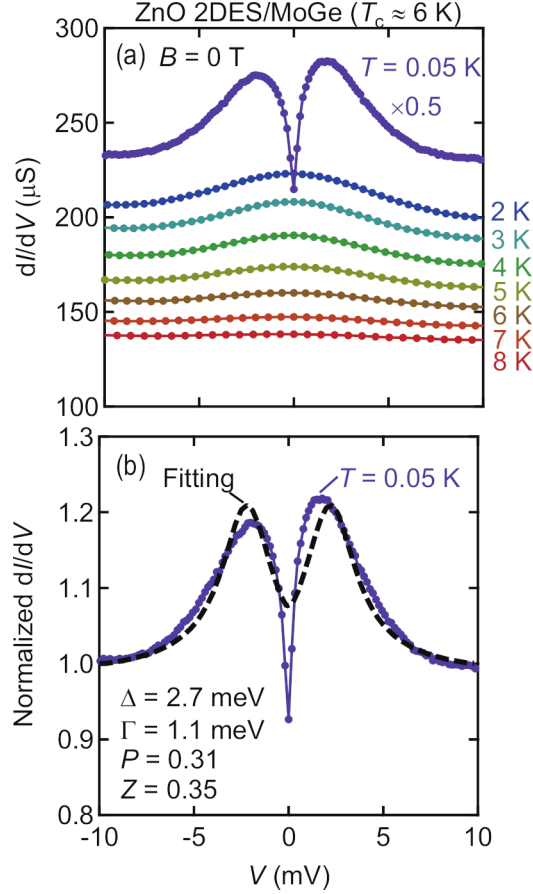 ZnO 2DES/MoGe (Tc ≈ 6 K)
300
(a) B = 0 T
T = 0.05 K
×0.5
250
200
150
100
dI/dV (μS)
2 K
3 K
4 K
5 K
6 K
7 K
8 K
1.3
(b)
Fitting
T = 0.05 K
1.2
1.1
1.0
0.9
0.8
Normalized dI/dV
Δ = 2.7 meV
Γ = 1.1 meV
P = 0.31
Z = 0.35
-10 -5 0 5 10
V (mV)